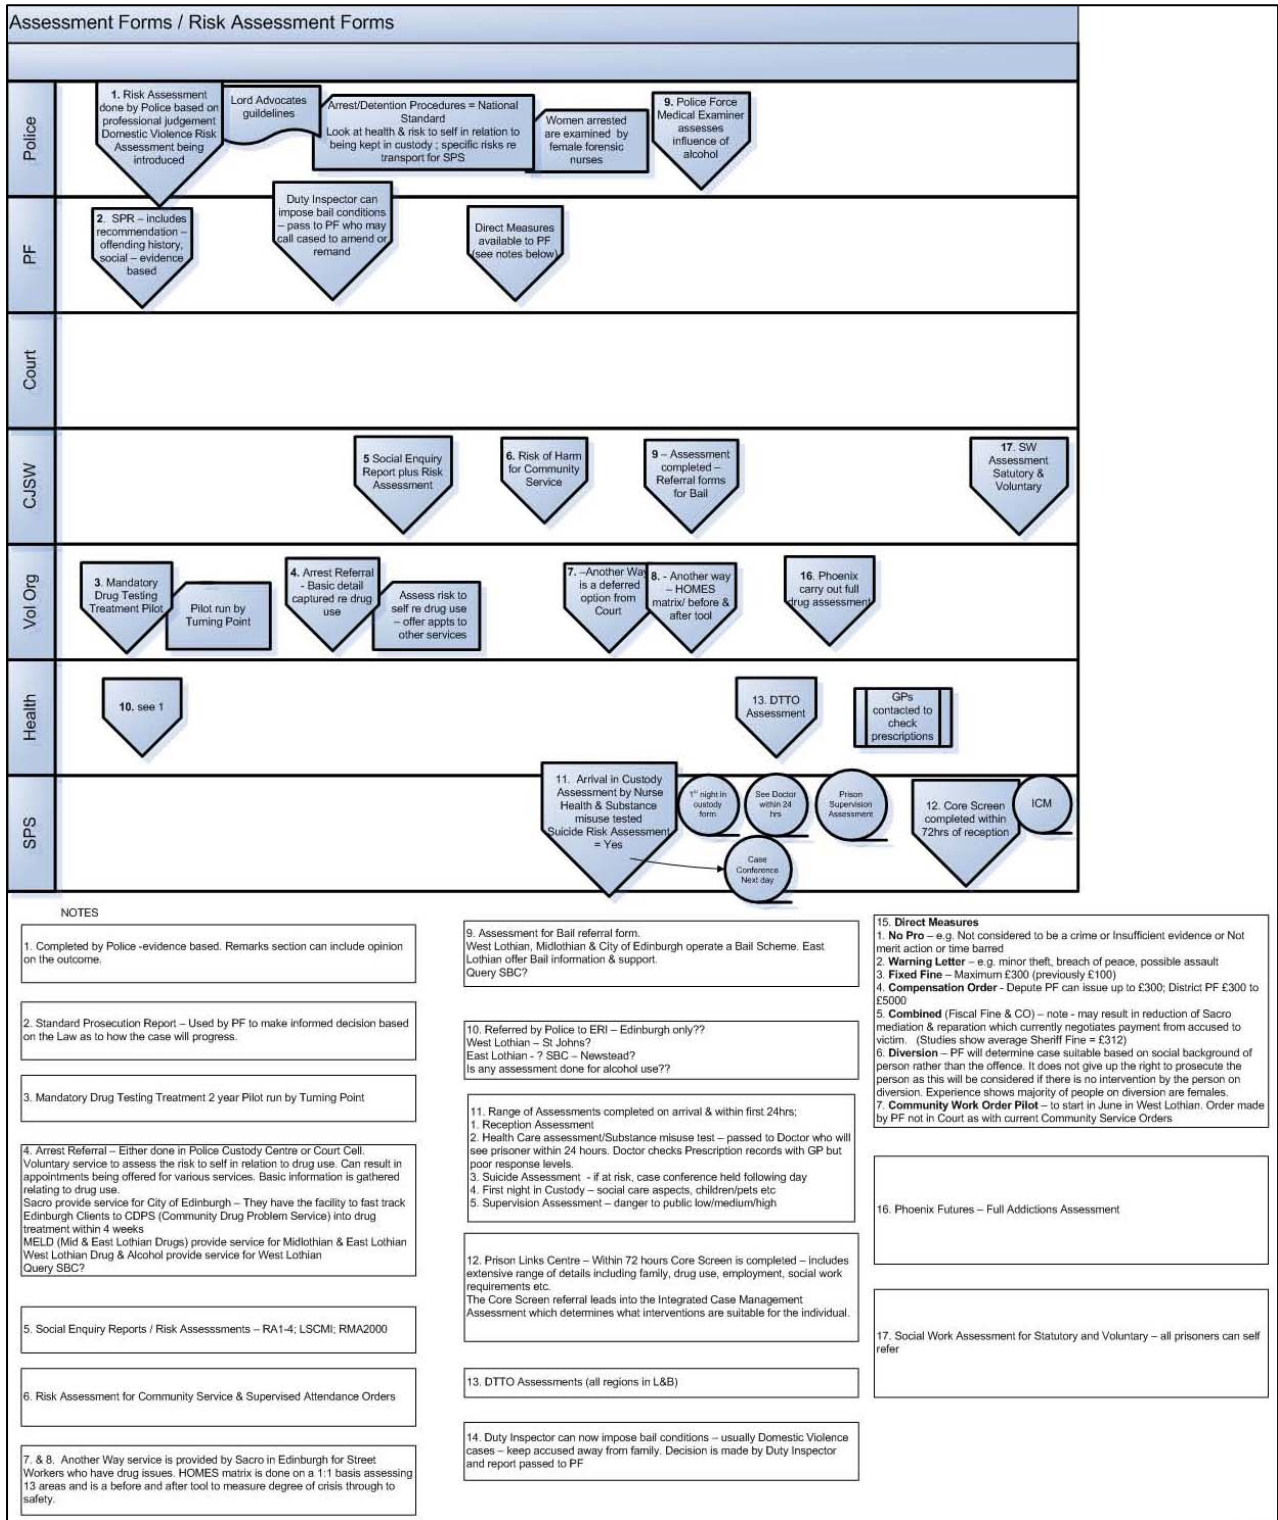 Assessment Forms / Risk Assessment Forms
Police
1. Risk Assessment
done by Police based on
professional judgement
Domestic Violence Risk
Assessment being
introduced
Lord Advocates
guildelines
Arrest/Detention Procedures = National
Standard
Look at health & risk to self in relation to
being kept in custody ; specific risks re
transport for SPS
Women arrested
are examined by
female forensic
nurses
9. Police Force
Medical Examiner
assesses
influence of
alcohol
PF
2. SPR – includes
recommendation –
offending history,
social – evidence
based
Duty Inspector can
impose bail conditions
– pass to PF who may
call cased to amend or
remand
Direct Measures
available to PF
(see notes below)
Court
CJSW
5 Social Enquiry
Report plus Risk
Assessment
6. Risk of Harm
for Community
Service
9 – Assessment
completed –
Referral forms
for Bail
17. SW
Assessment
Satutory &
Voluntary
Vol Org
3. Mandatory
Drug Testing
Treatment Pilot
Pilot run by
Turning Point
4. Arrest Referral
- Basic detail
captured re drug
use
Assess risk to
self re drug use
– offer appts to
other services
7. –Another Way
is a deferred
option from
Court
8. - Another way
– HOMES
matrix/ before &
after tool
16. Phoenix
carry out full
drug assessment
Health
10. see 1
13. DTTO
Assessment
GPs
contacted to
check
prescriptions
SPS
11. Arrival in Custody
Assessment by Nurse
Health & Substance
misuse tested
Suicide Risk Assessment
= Yes
1st night in
custody
form
See Doctor
within 24
hrs
Prison
Supervision
Assessment
Case
Conference
Next day
12. Core Screen
completed within
72hrs of reception
ICM
NOTES
1. Completed by Police -evidence based. Remarks section can include opinion
on the outcome.
2. Standard Prosecution Report – Used by PF to make informed decision based
on the Law as to how the case will progress.
3. Mandatory Drug Testing Treatment 2 year Pilot run by Turning Point
4. Arrest Referral – Either done in Police Custody Centre or Court Cell.
Voluntary service to assess the risk to self in relation to drug use. Can result in
appointments being offered for various services. Basic information is gathered
relating to drug use.
Sacro provide service for City of Edinburgh – They have the facility to fast track
Edinburgh Clients to CDPS (Community Drug Problem Service) into drug
treatment within 4 weeks
MELD (Mid & East Lothian Drugs) provide service for Midlothian & East Lothian
West Lothian Drug & Alcohol provide service for West Lothian
Query SBC?
5. Social Enquiry Reports / Risk Assesssments – RA1-4; LSCMI; RMA2000
6. Risk Assessment for Community Service & Supervised Attendance Orders
7. & 8. Another Way service is provided by Sacro in Edinburgh for Street
Workers who have drug issues. HOMES matrix is done on a 1:1 basis assessing
13 areas and is a before and after tool to measure degree of crisis through to
safety.
9. Assessment for Bail referral form.
West Lothian, Midlothian & City of Edinburgh operate a Bail Scheme. East
Lothian offer Bail information & support.
Query SBC?
10. Referred by Police to ERI – Edinburgh only??
West Lothian – St Johns?
East Lothian - ? SBC – Newstead?
Is any assessment done for alcohol use??
11. Range of Assessments completed on arrival & within first 24hrs;
1. Reception Assessment
2. Health Care assessment/Substance misuse test – passed to Doctor who will
see prisoner within 24 hours. Doctor checks Prescription records with GP but
poor response levels.
3. Suicide Assessment - if at risk, case conference held following day
4. First night in Custody – social care aspects, children/pets etc
5. Supervision Assessment – danger to public low/medium/high
12. Prison Links Centre – Within 72 hours Core Screen is completed – includes
extensive range of details including family, drug use, employment, social work
requirements etc.
The Core Screen referral leads into the Integrated Case Management
Assessment which determines what interventions are suitable for the individual.
13. DTTO Assessments (all regions in L&B)
14. Duty Inspector can now impose bail conditions – usually Domestic Violence
cases – keep accused away from family. Decision is made by Duty Inspector
and report passed to PF
15. Direct Measures
1. No Pro – e.g. Not considered to be a crime or Insufficient evidence or Not
merit action or time barred
2. Warning Letter – e.g. minor theft, breach of peace, possible assault
3. Fixed Fine – Maximum £300 (previously £100)
4. Compensation Order - Depute PF can issue up to £300; District PF £300 to
£5000
5. Combined (Fiscal Fine & CO) – note - may result in reduction of Sacro
mediation & reparation which currently negotiates payment from accused to
victim. (Studies show average Sheriff Fine = £312)
6. Diversion – PF will determine case suitable based on social background of
person rather than the offence. It does not give up the right to prosecute the
person as this will be considered if there is no intervention by the person on
diversion. Experience shows majority of people on diversion are females.
7. Community Work Order Pilot – to start in June in West Lothian. Order made
by PF not in Court as with current Community Service Orders
16. Phoenix Futures – Full Addictions Assessment
17. Social Work Assessment for Statutory and Voluntary – all prisoners can self
refer